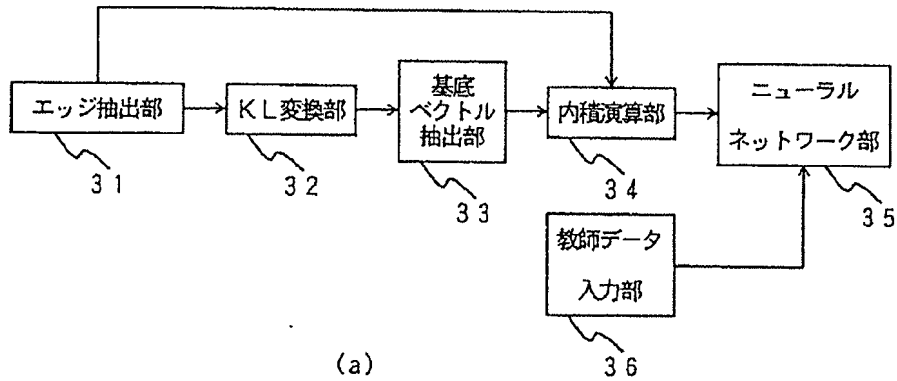 エッジ抽出部
31
KL変換部
32
基底
ベクトル
抽出部
33
内積演算部
34
ニューラル
ネットワーク部
35
教師データ
入力部
36
(a)